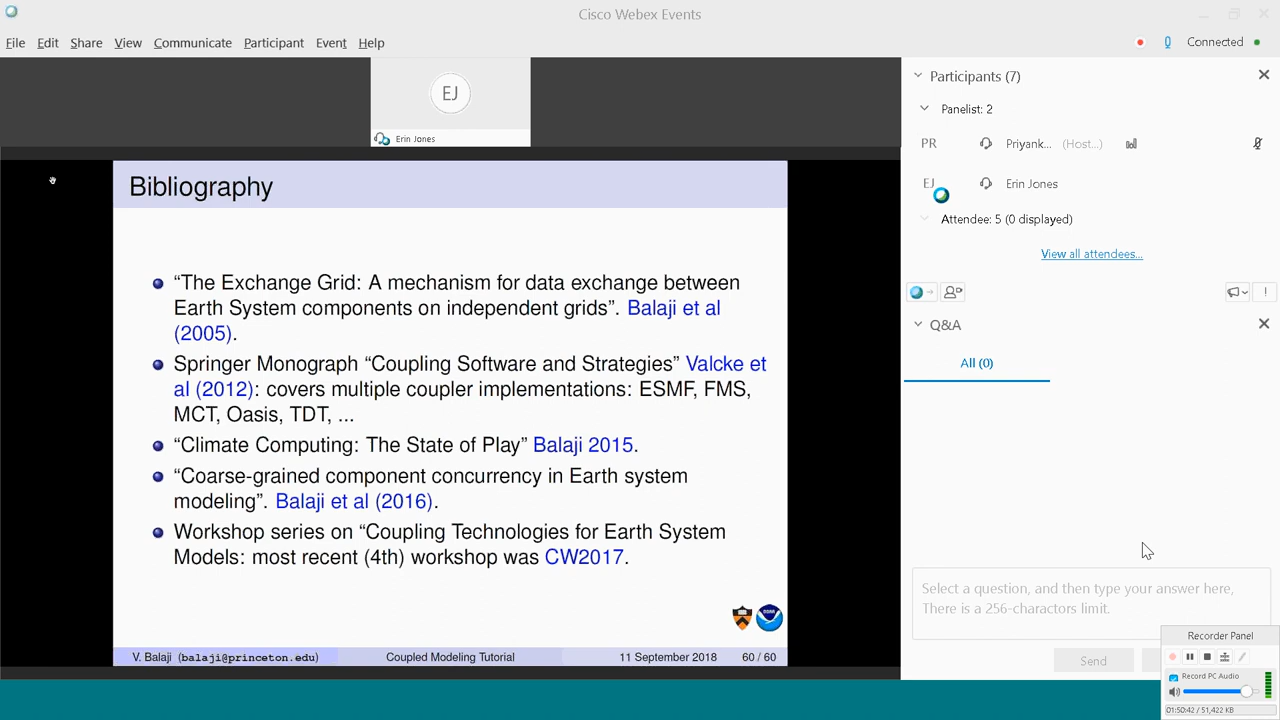 Cisco Webex Events
File Edit Share View Communicate Participant Event Help
Connected
EJ
Erin Jones
Participants (7)
Panelist: 2
PR Priyank... (Host...)
EJ Erin Jones
Attendee: 5 (0 displayed)
View all attendees...
Q&A
All (0)
Select a question, and then type your answer here,
There is a 256-charactors limit.
Send
Bibliography
“The Exchange Grid: A mechanism for data exchange between
Earth System components on independent grids”. Balaji et al
(2005).
Springer Monograph “Coupling Software and Strategies” Valcke et
al (2012): covers multiple coupler implementations: ESMF, FMS,
MCT, Oasis, TDT, ...
“Climate Computing: The State of Play” Balaji 2015.
“Coarse-grained component concurrency in Earth system
modeling”. Balaji et al (2016).
Workshop series on “Coupling Technologies for Earth System
Models: most recent (4th) workshop was CW2017.
V. Balaji (balaji@princeton.edu) Coupled Modeling Tutorial 11 September 2018 60 / 60
Recorder Panel
Record PC Audio
01:50:42 / 51,422 KB